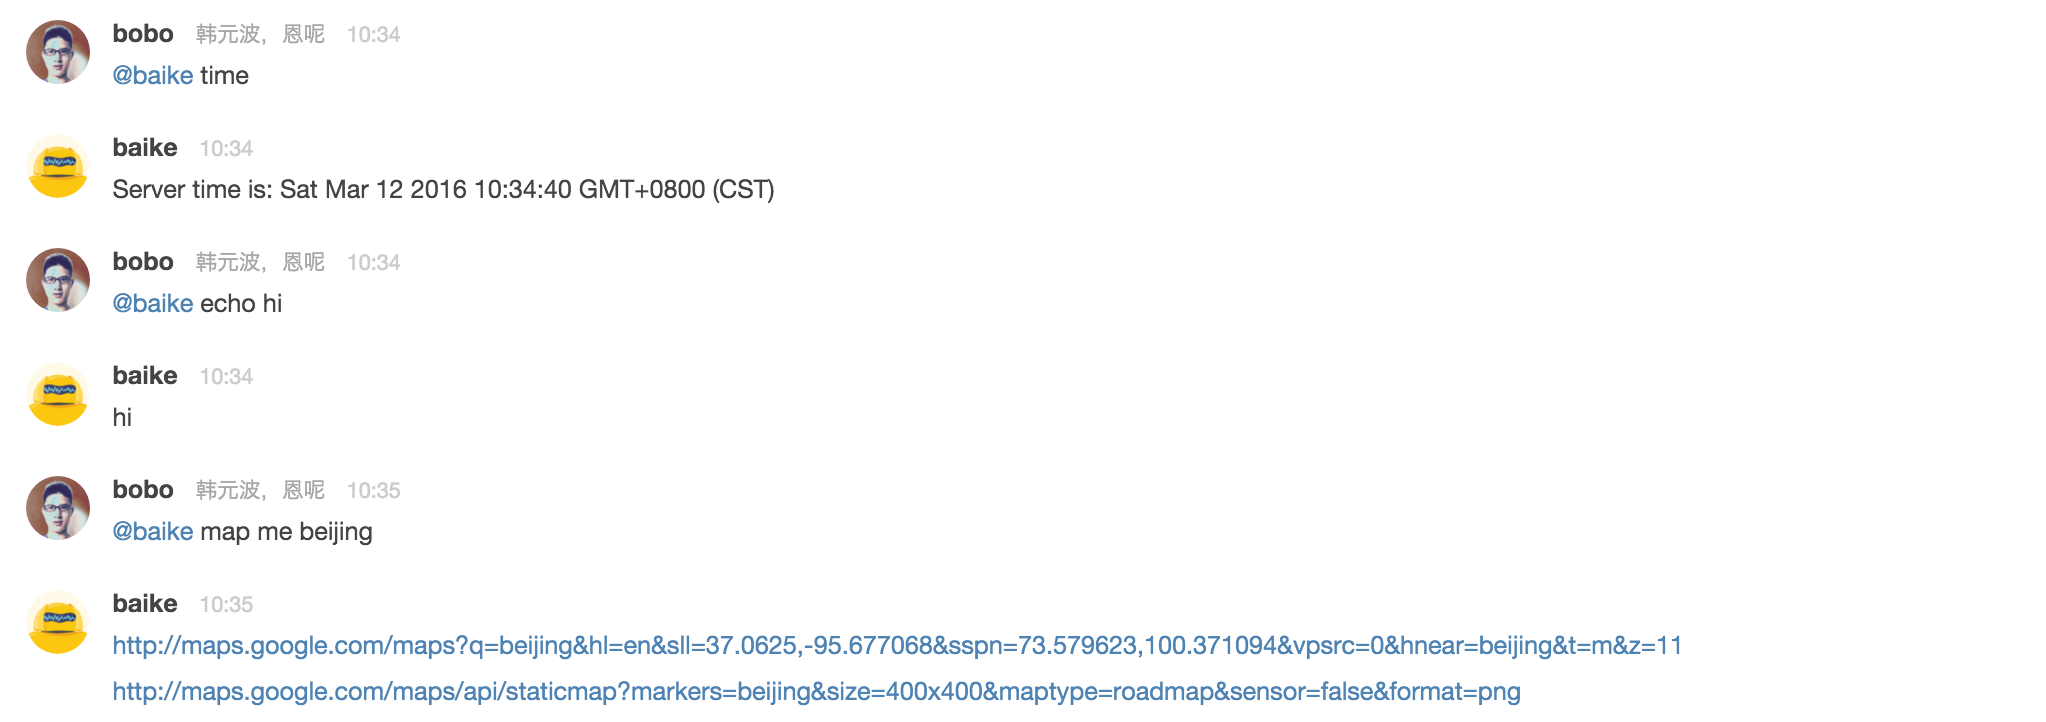 bobo 韩元波，恩呢 10:34
@baike time
baike 10:34
Server time is: Sat Mar 12 2016 10:34:40 GMT+0800 (CST)
bobo 韩元波，恩呢 10:34
@baike echo hi
baike 10:34
hi
bobo 韩元波，恩呢 10:35
@baike map me beijing
baike 10:35
http://maps.google.com/maps?q=beijing&hl=en&sll=37.0625,-95.677068&sspn=73.579623,100.371094&vpsrc=0&hnear=beijing&t=m&z=11
http://maps.google.com/maps/api/staticmap?markers=beijing&size=400x400&maptype=roadmap&sensor=false&format=png